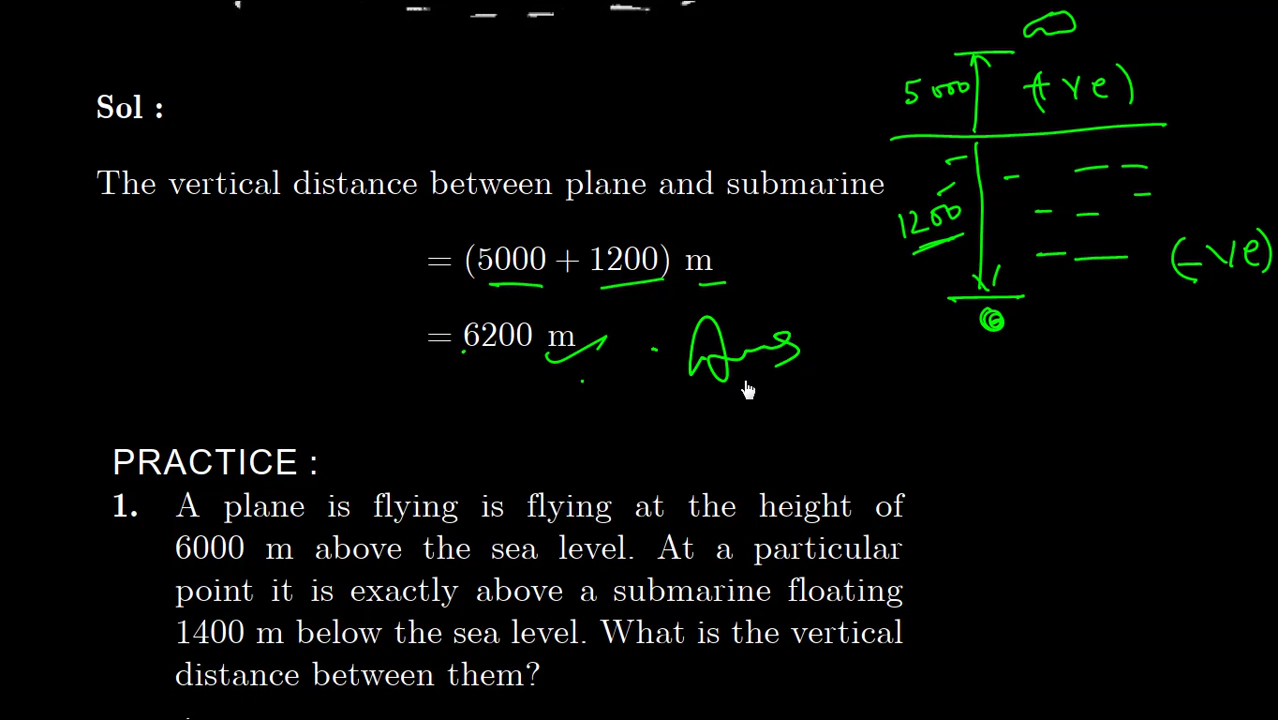 Sol :
5000 (+ve)
The vertical distance between plane and submarine
1200
= (5000 + 1200) m
(-ve)
= 6200 m . Ans
PRACTICE :
1. A plane is flying is flying at the height of
6000 m above the sea level. At a particular
point it is exactly above a submarine floating
1400 m below the sea level. What is the vertical
distance between them?